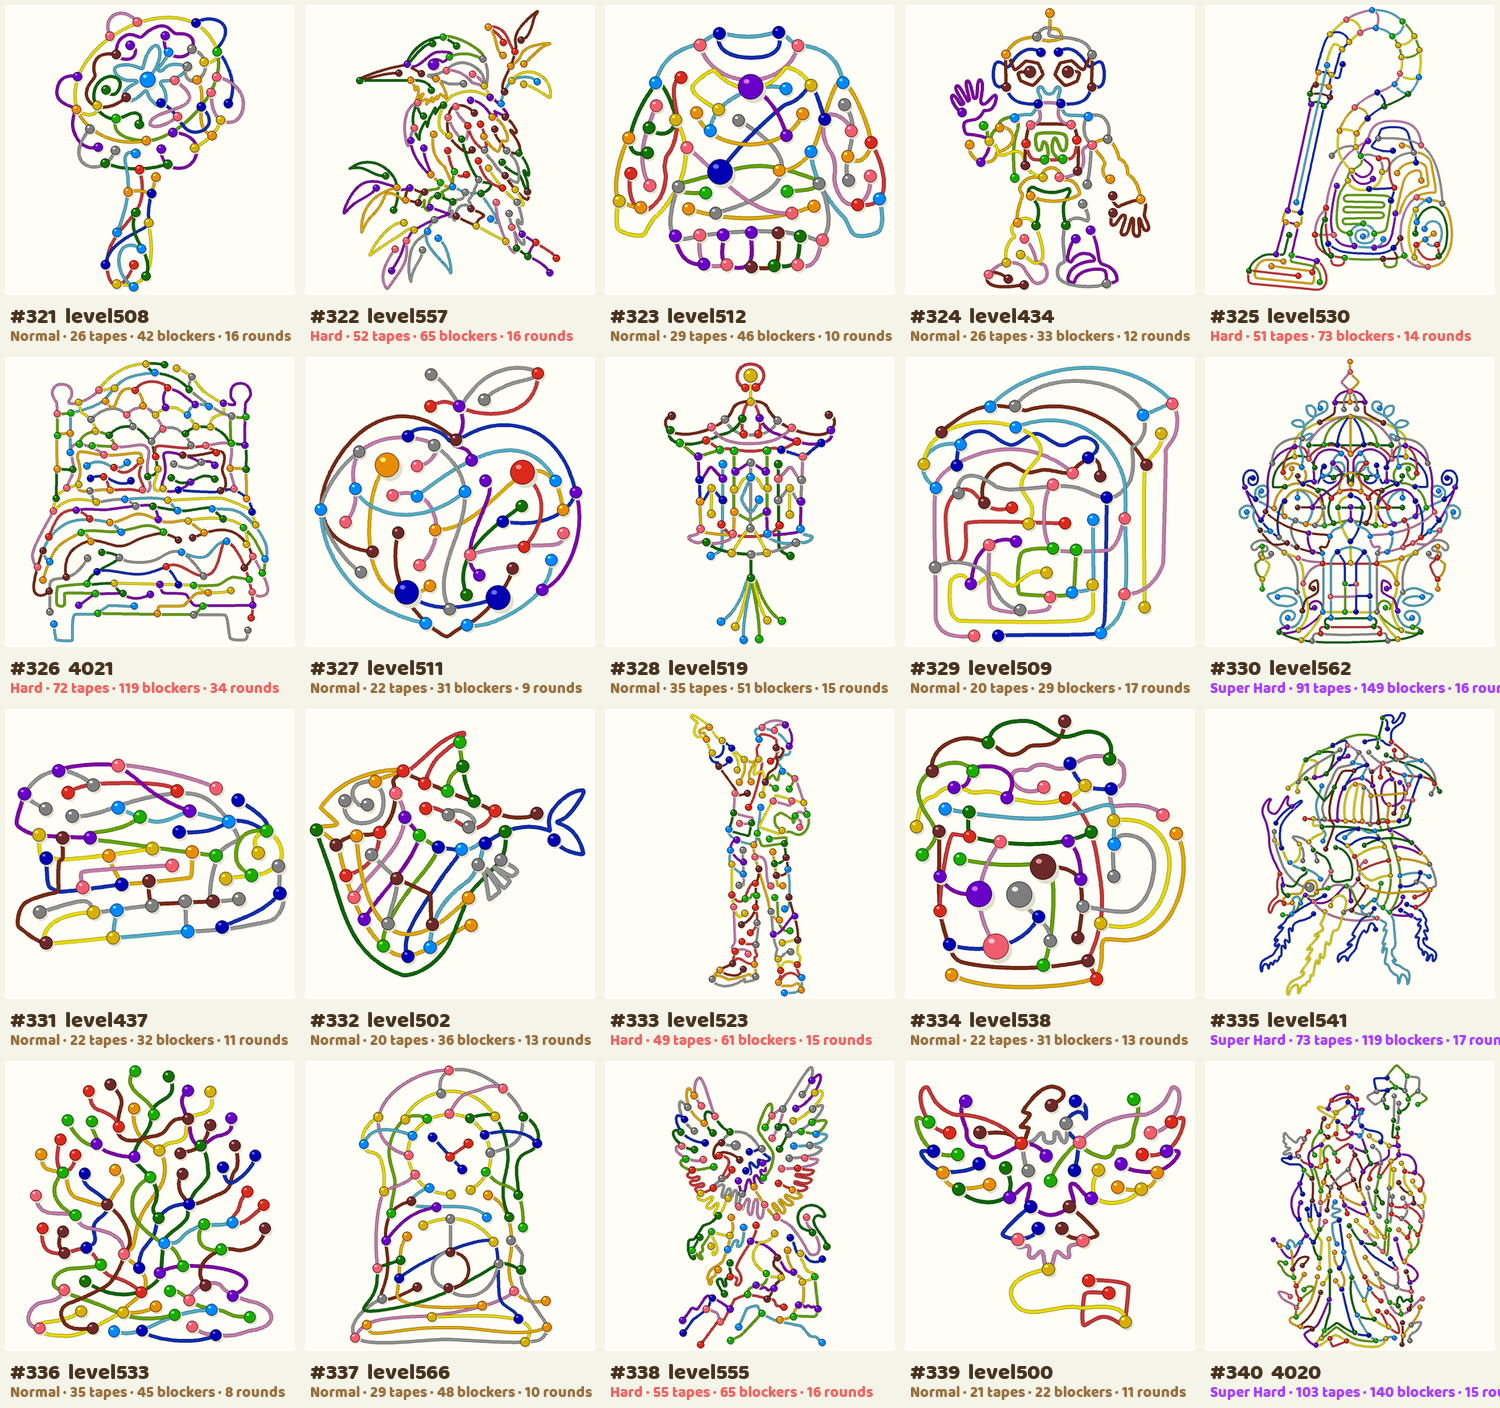 #321 level508
Normal · 26 tapes · 42 blockers · 16 rounds
#322 level557
Hard · 52 tapes · 65 blockers · 16 rounds
#323 level512
Normal · 29 tapes · 46 blockers · 10 rounds
#324 level434
Normal · 26 tapes · 33 blockers · 12 rounds
#325 level530
Hard · 51 tapes · 73 blockers · 14 rounds
#326 4021
Hard · 72 tapes · 119 blockers · 34 rounds
#327 level511
Normal · 22 tapes · 31 blockers · 9 rounds
#328 level519
Normal · 35 tapes · 51 blockers · 15 rounds
#329 level509
Normal · 20 tapes · 29 blockers · 17 rounds
#330 level562
Super Hard · 91 tapes · 149 blockers · 16 roun
#331 level437
Normal · 22 tapes · 32 blockers · 11 rounds
#332 level502
Normal · 20 tapes · 36 blockers · 13 rounds
#333 level523
Hard · 49 tapes · 61 blockers · 15 rounds
#334 level538
Normal · 22 tapes · 31 blockers · 13 rounds
#335 level541
Super Hard · 73 tapes · 119 blockers · 17 roun
#336 level533
Normal · 35 tapes · 45 blockers · 8 rounds
#337 level566
Normal · 29 tapes · 48 blockers · 10 rounds
#338 level555
Hard · 55 tapes · 65 blockers · 16 rounds
#339 level500
Normal · 21 tapes · 22 blockers · 11 rounds
#340 4020
Super Hard · 103 tapes · 140 blockers · 15 rou